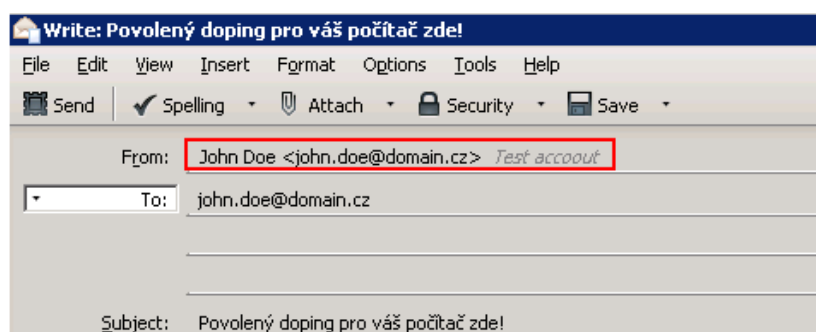 Write: Povolený doping pro váš počítač zde!
File Edit View Insert Format Options Tools Help
Send Spelling Attach Security Save
From: John Doe <john.doe@domain.cz> Test accoout
To: john.doe@domain.cz
Subject: Povolený doping pro váš počítač zde!